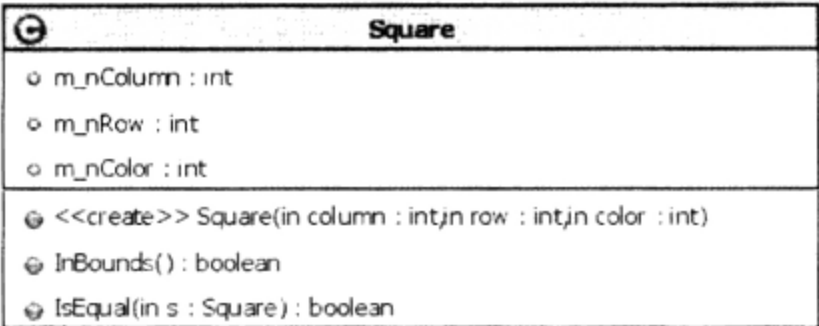 C Square
m_nColumn : int
m_nRow : int
m_nColor : int
<<create>> Square(in column : int,in row : int,in color : int)
InBounds() : boolean
IsEqual(in s : Square) : boolean